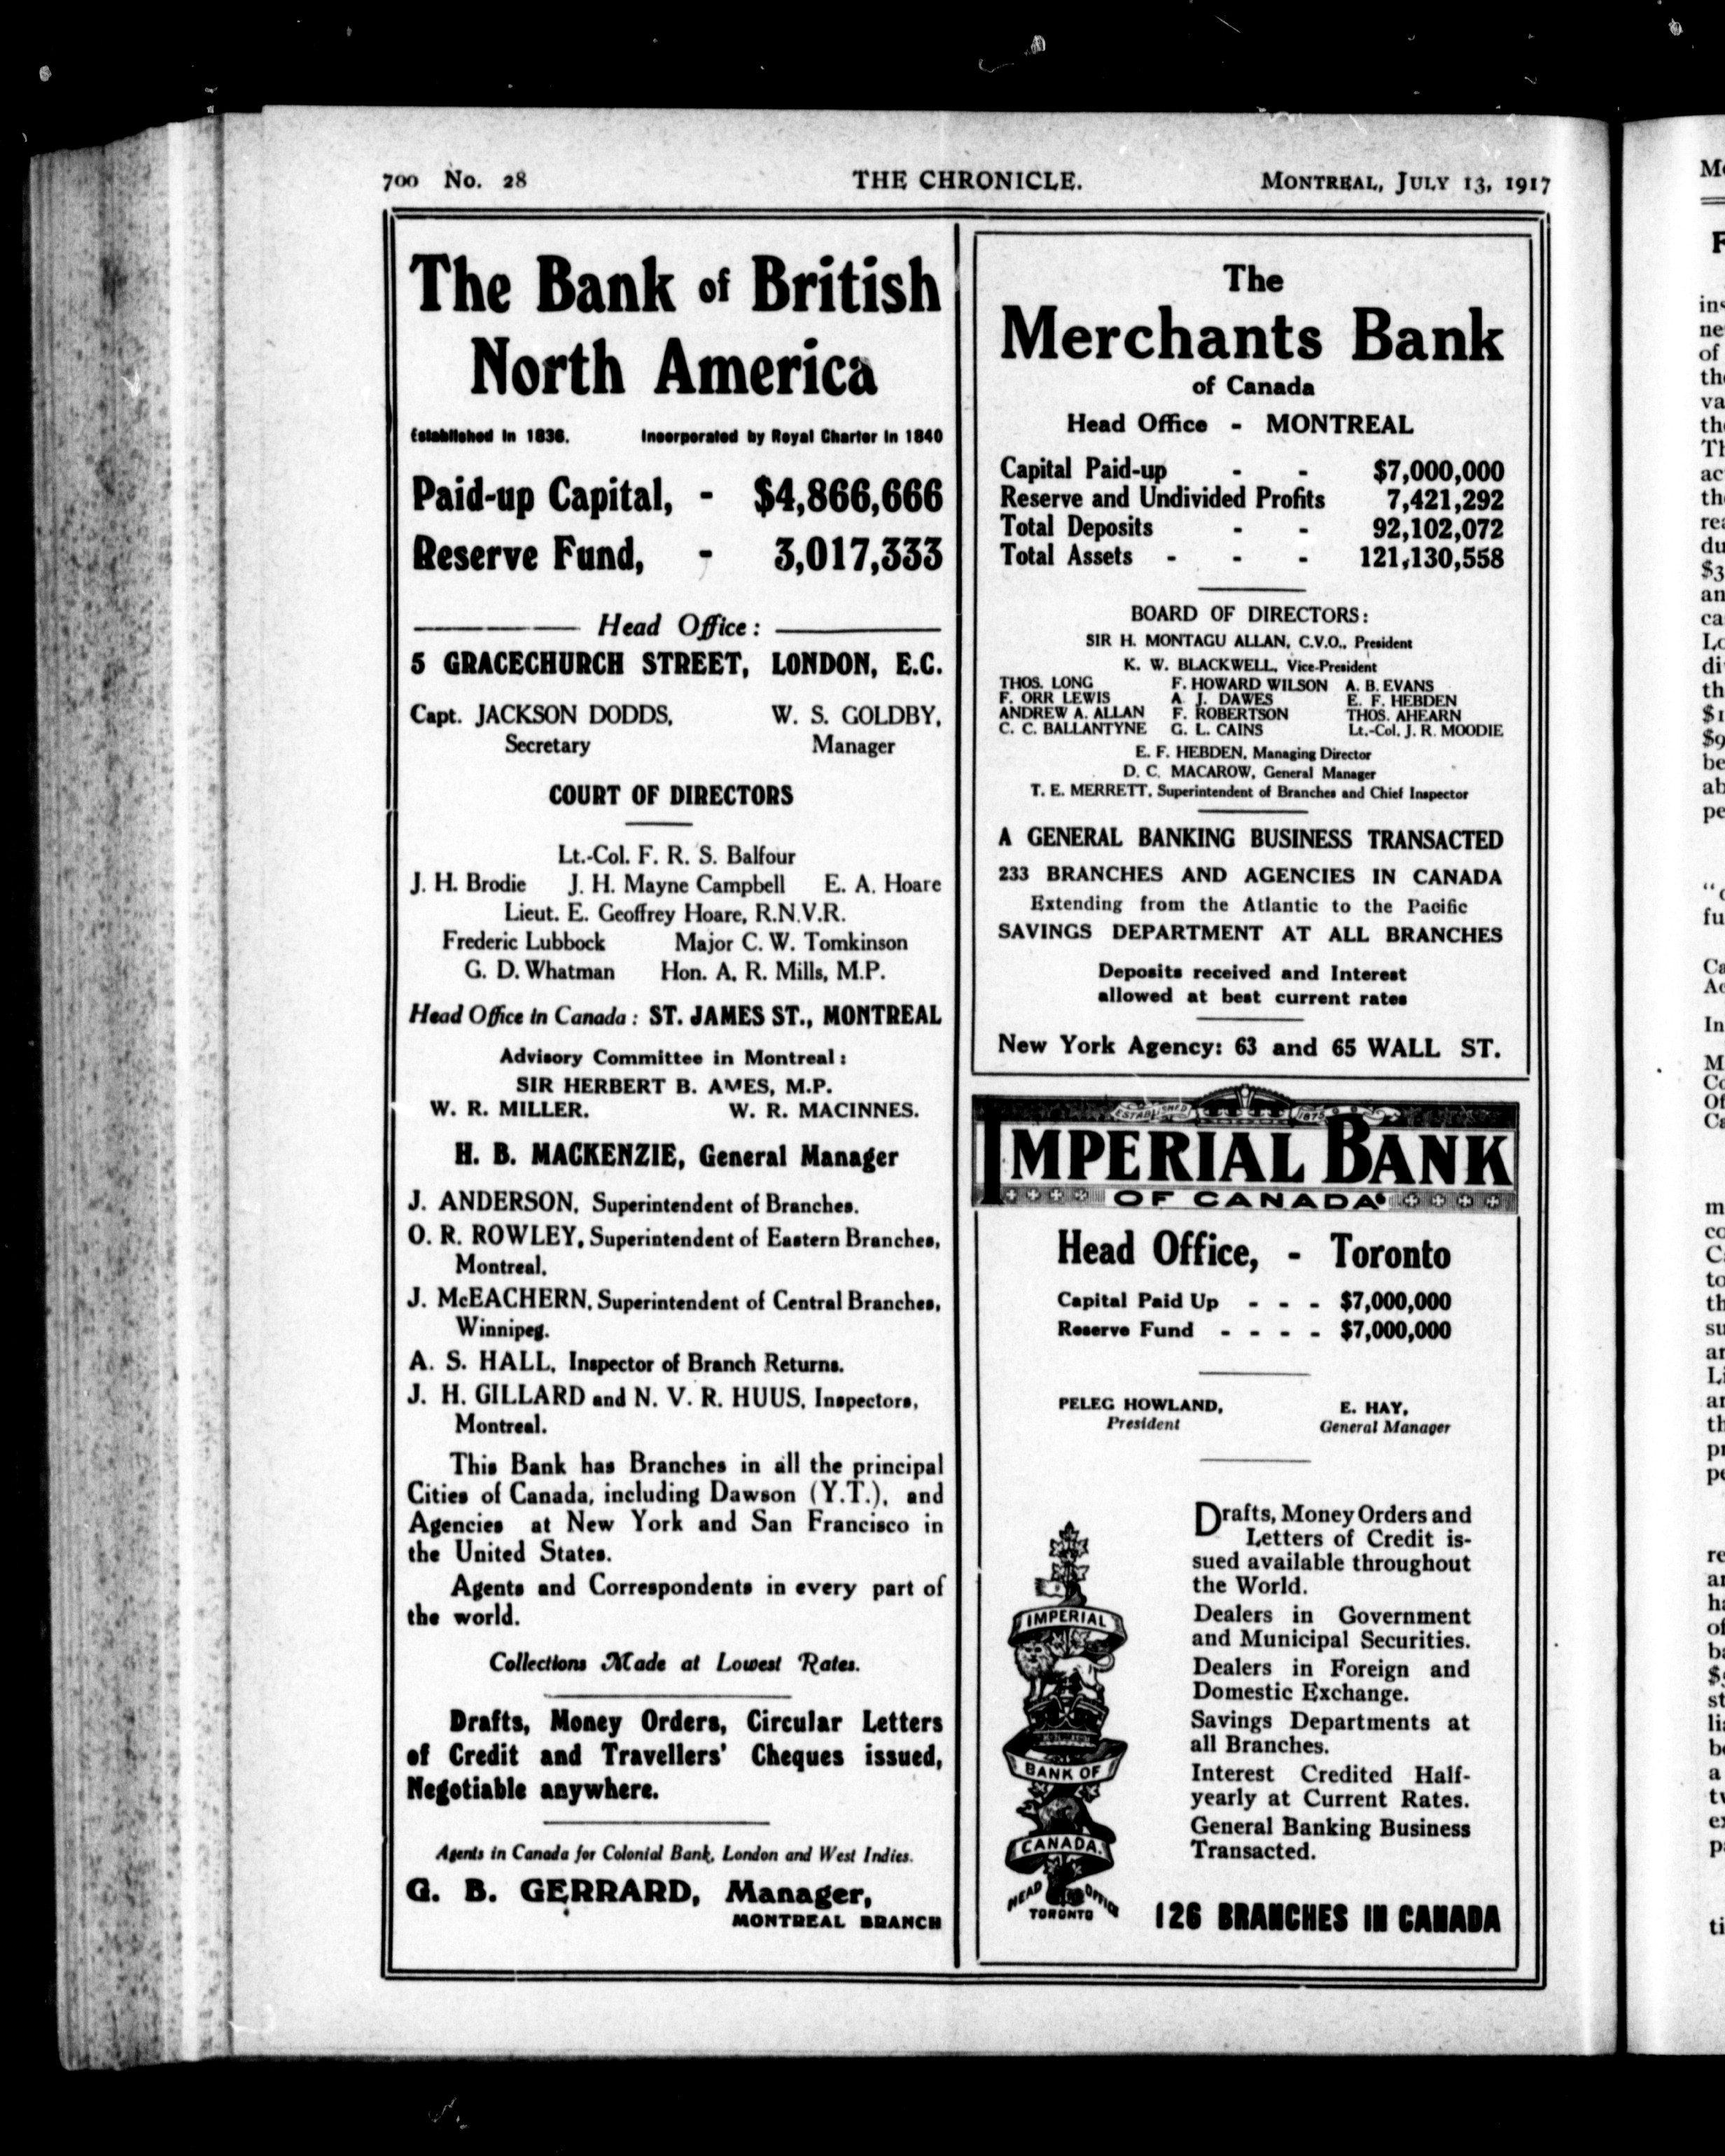 700 No. 28
THE CHRONICLE.
MONTREAL, JULY 13, 1917
The Bank of British
North America
Established in 1836. Incorporated by Royal Charter in 1840
Paid-up Capital, - $4,866,666
Reserve Fund, - 3,017,333
Head Office:
5 GRACECHURCH STREET, LONDON, E.C.
Capt. JACKSON DODDS, W. S. GOLDBY,
Secretary Manager
COURT OF DIRECTORS
Lt.-Col. F. R. S. Balfour
J. H. Brodie J. H. Mayne Campbell E. A. Hoare
Lieut. E. Geoffrey Hoare, R.N.V.R.
Frederic Lubbock Major C. W. Tomkinson
G. D. Whatman Hon. A. R. Mills, M.P.
Head Office in Canada: ST. JAMES ST., MONTREAL
Advisory Committee in Montreal:
SIR HERBERT B. AMES, M.P.
W. R. MILLER. W. R. MACINNES.
H. B. MACKENZIE, General Manager
J. ANDERSON, Superintendent of Branches.
O. R. ROWLEY, Superintendent of Eastern Branches,
Montreal.
J. McEACHERN, Superintendent of Central Branches,
Winnipeg.
A. S. HALL, Inspector of Branch Returns.
J. H. GILLARD and N. V. R. HUUS, Inspectors,
Montreal.
This Bank has Branches in all the principal
Cities of Canada, including Dawson (Y.T.), and
Agencies at New York and San Francisco in
the United States.
Agents and Correspondents in every part of
the world.
Collections Made at Lowest Rates.
Drafts, Money Orders, Circular Letters
of Credit and Travellers' Cheques issued,
Negotiable anywhere.
Agents in Canada for Colonial Bank, London and West Indies.
G. B. GERRARD, Manager,
MONTREAL BRANCH
The
Merchants Bank
of Canada
Head Office - MONTREAL
Capital Paid-up - - $7,000,000
Reserve and Undivided Profits 7,421,292
Total Deposits - - 92,102,072
Total Assets - - - 121,130,558
BOARD OF DIRECTORS:
SIR H. MONTAGU ALLAN, C.V.O., President
K. W. BLACKWELL, Vice-President
THOS. LONG F. HOWARD WILSON A. B. EVANS
F. ORR LEWIS A. J. DAWES E. F. HEBDEN
ANDREW A. ALLAN F. ROBERTSON THOS. AHEARN
C. C. BALLANTYNE G. L. CAINS Lt.-Col. J. R. MOODIE
E. F. HEBDEN, Managing Director
D. C. MACAROW, General Manager
T. E. MERRETT, Superintendent of Branches and Chief Inspector
A GENERAL BANKING BUSINESS TRANSACTED
233 BRANCHES AND AGENCIES IN CANADA
Extending from the Atlantic to the Pacific
SAVINGS DEPARTMENT AT ALL BRANCHES
Deposits received and Interest
allowed at best current rates
New York Agency: 63 and 65 WALL ST.
ESTABLISHED 1875
IMPERIAL BANK
OF CANADA
Head Office, - Toronto
Capital Paid Up - - - $7,000,000
Reserve Fund - - - - $7,000,000
PELEG HOWLAND, E. HAY,
President General Manager
Drafts, Money Orders and
Letters of Credit is-
sued available throughout
the World.
Dealers in Government
and Municipal Securities.
Dealers in Foreign and
Domestic Exchange.
Savings Departments at
all Branches.
Interest Credited Half-
yearly at Current Rates.
General Banking Business
Transacted.
IMPERIAL
BANK OF
CANADA.
HEAD OFFICE
TORONTO
126 BRANCHES IN CANADA